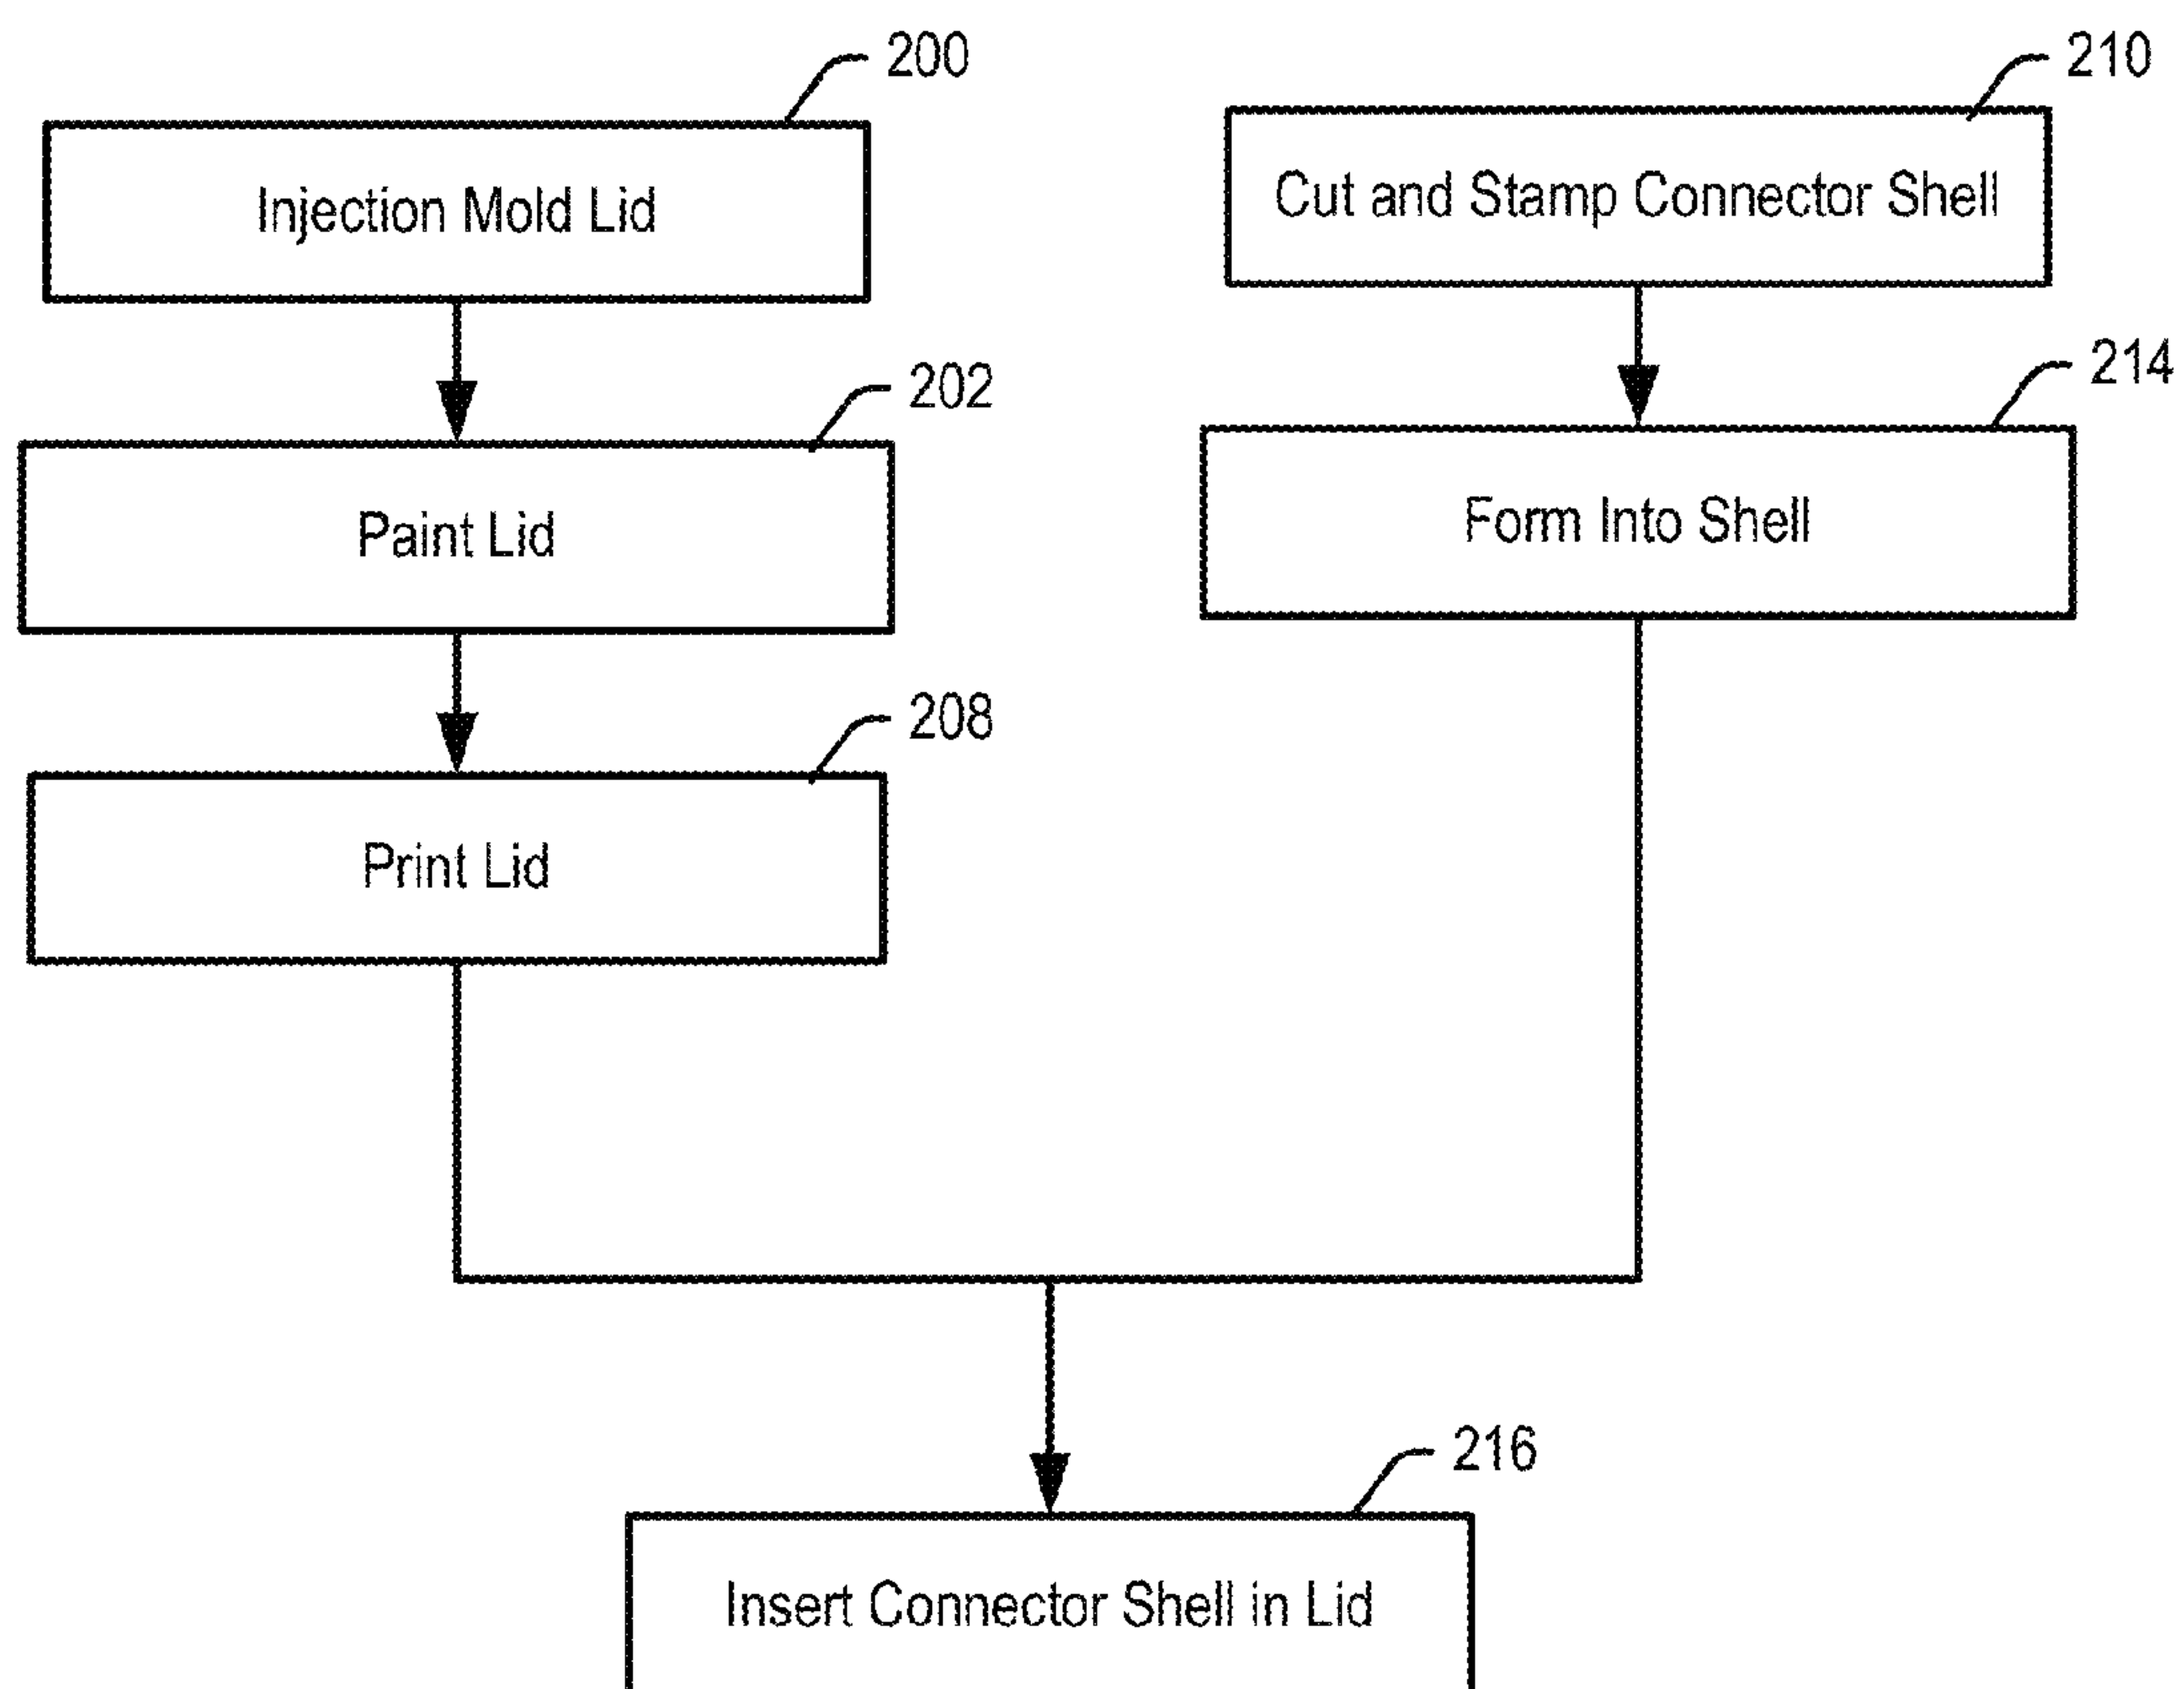 200
Injection Mold Lid
202
Paint Lid
208
Print Lid
210
Cut and Stamp Connector Shell
214
Form Into Shell
216
Insert Connector Shell in Lid